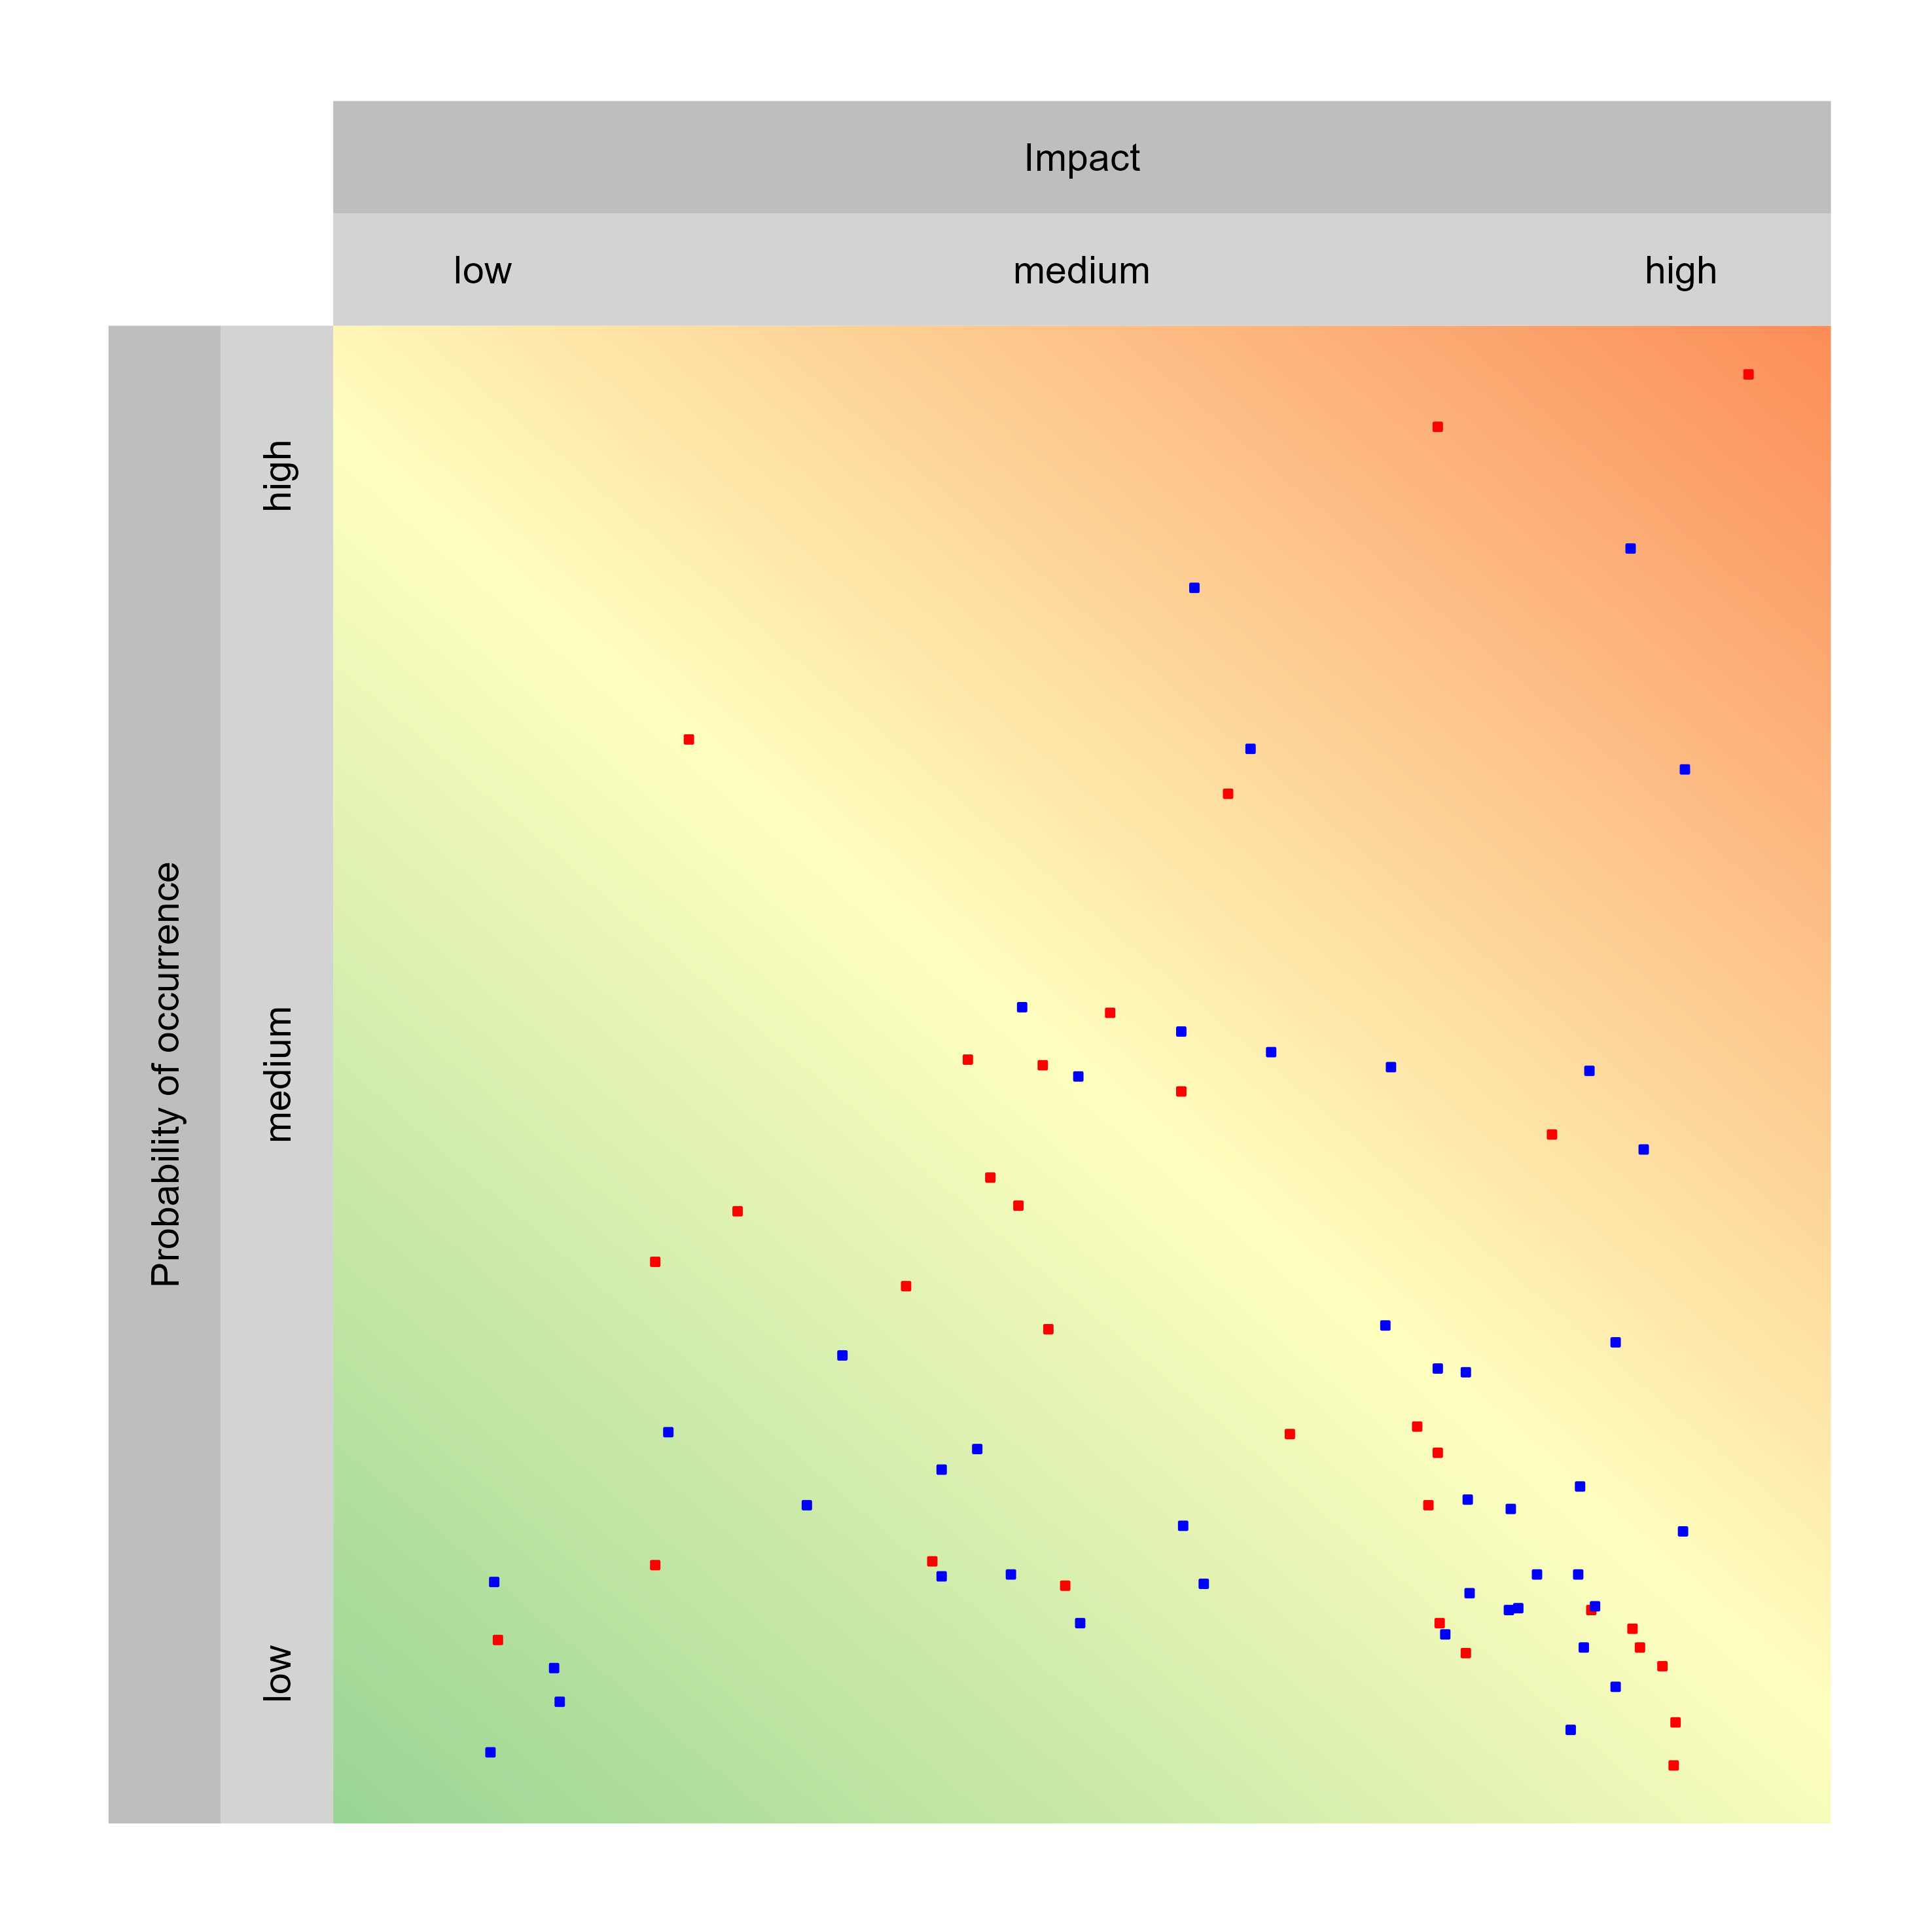 Impact
low
medium
high
Probability of occurrence
high
medium
low